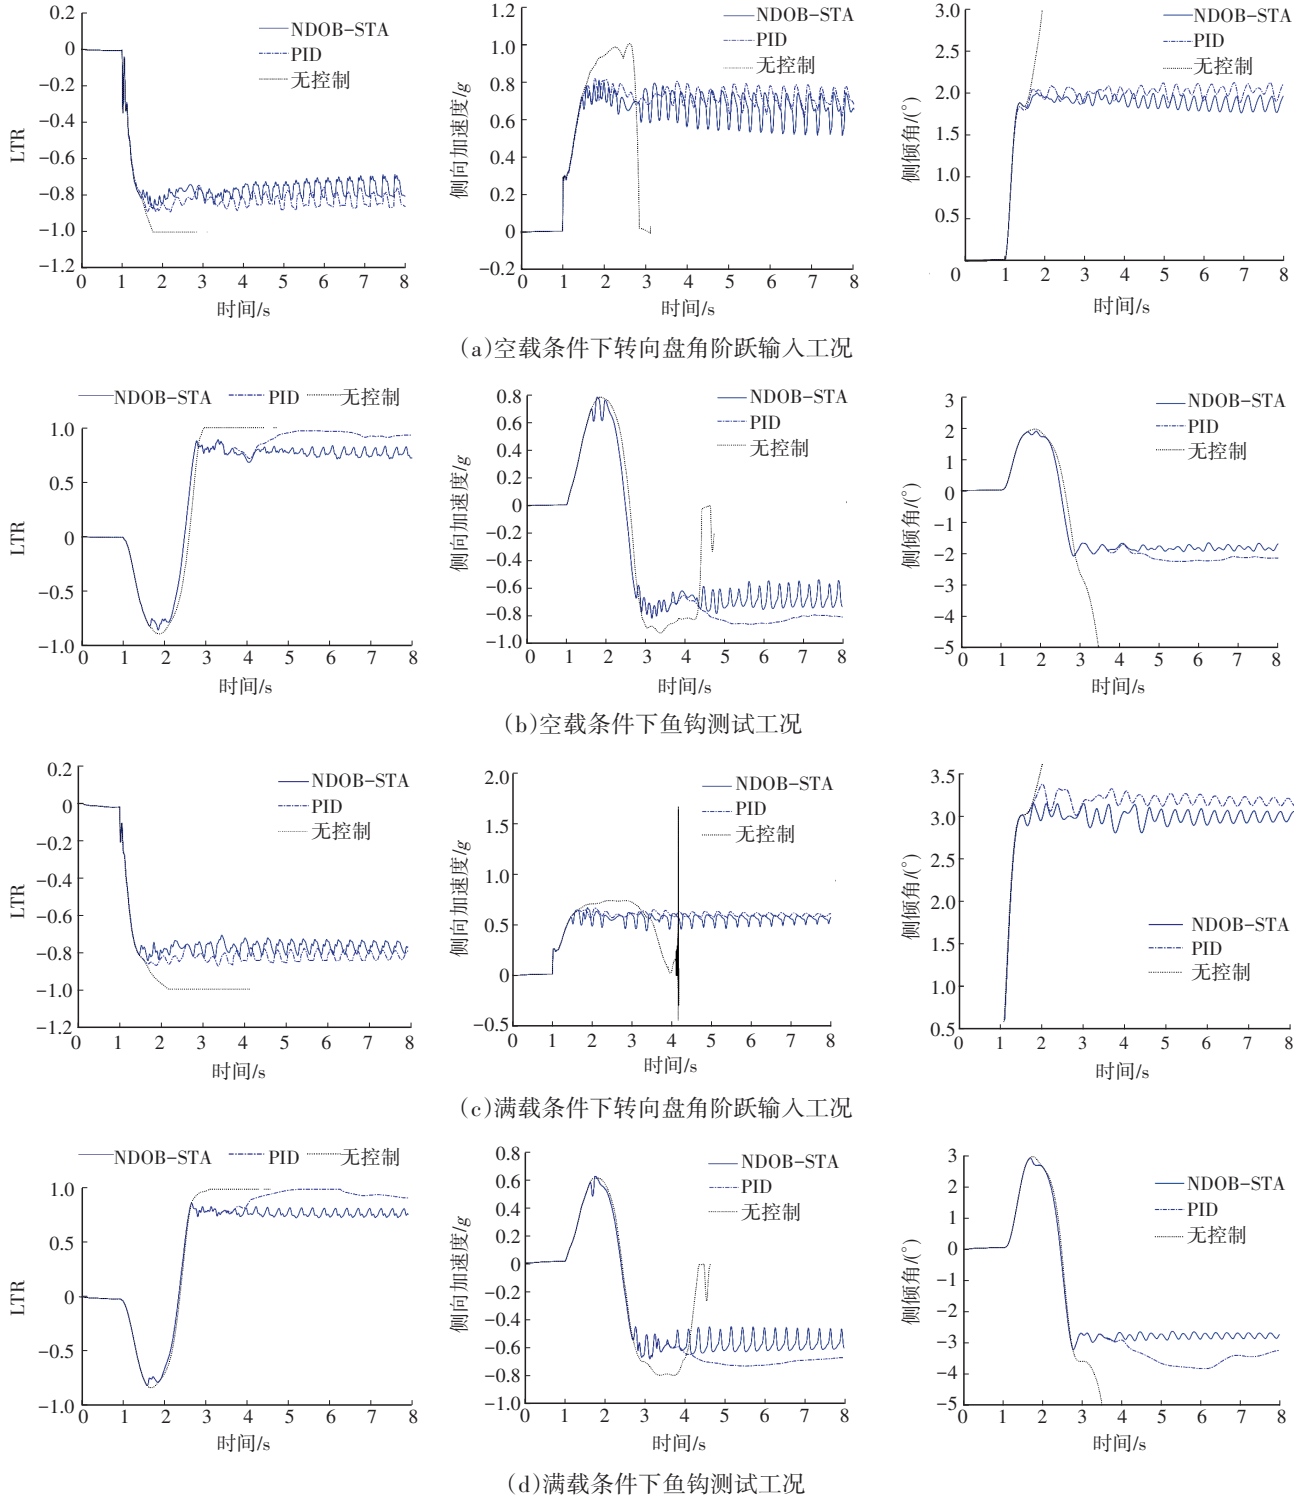 NDOB-STA
PID
无控制
LTR
0.2
0
-0.2
-0.4
-0.6
-0.8
-1.0
-1.2
0 1 2 3 4 5 6 7 8
时间/s
NDOB-STA
PID
无控制
侧向加速度/g
1.2
1.0
0.8
0.6
0.4
0.2
0
-0.2
0 1 2 3 4 5 6 7 8
时间/s
NDOB-STA
PID
无控制
侧倾角/(°)
3.0
2.5
2.0
1.5
1.0
0.5
0 1 2 3 4 5 6 7 8
时间/s
(a)空载条件下转向盘角阶跃输入工况
NDOB-STA PID 无控制
LTR
1.0
0.5
0
-0.5
-1.0
0 1 2 3 4 5 6 7 8
时间/s
NDOB-STA
PID
无控制
侧向加速度/g
0.8
0.6
0.4
0.2
0
-0.2
-0.4
-0.6
-0.8
-1.0
0 1 2 3 4 5 6 7 8
时间/s
NDOB-STA
PID
无控制
侧倾角/(°)
3
2
1
0
-1
-2
-3
-4
-5
0 1 2 3 4 5 6 7 8
时间/s
(b)空载条件下鱼钩测试工况
NDOB-STA
PID
无控制
LTR
0.2
0
-0.2
-0.4
-0.6
-0.8
-1.0
-1.2
0 1 2 3 4 5 6 7 8
时间/s
NDOB-STA
PID
无控制
侧向加速度/g
2.0
1.5
1.0
0.5
0
-0.5
0 1 2 3 4 5 6 7 8
时间/s
NDOB-STA
PID
无控制
侧倾角/(°)
3.5
3.0
2.5
3.0
1.5
1.0
0.5
0 1 2 3 4 5 6 7 8
时间/s
(c)满载条件下转向盘角阶跃输入工况
NDOB-STA PID 无控制
LTR
1.0
0.5
0
-0.5
-1.0
0 1 2 3 4 5 6 7 8
时间/s
NDOB-STA
PID
无控制
侧向加速度/g
0.8
0.6
0.4
0.2
0
-0.2
-0.4
-0.6
-0.8
-1.0
0 1 2 3 4 5 6 7 8
时间/s
NDOB-STA
PID
无控制
侧倾角/(°)
3
2
1
0
-1
-2
-3
-4
-5
0 1 2 3 4 5 6 7 8
时间/s
(d)满载条件下鱼钩测试工况